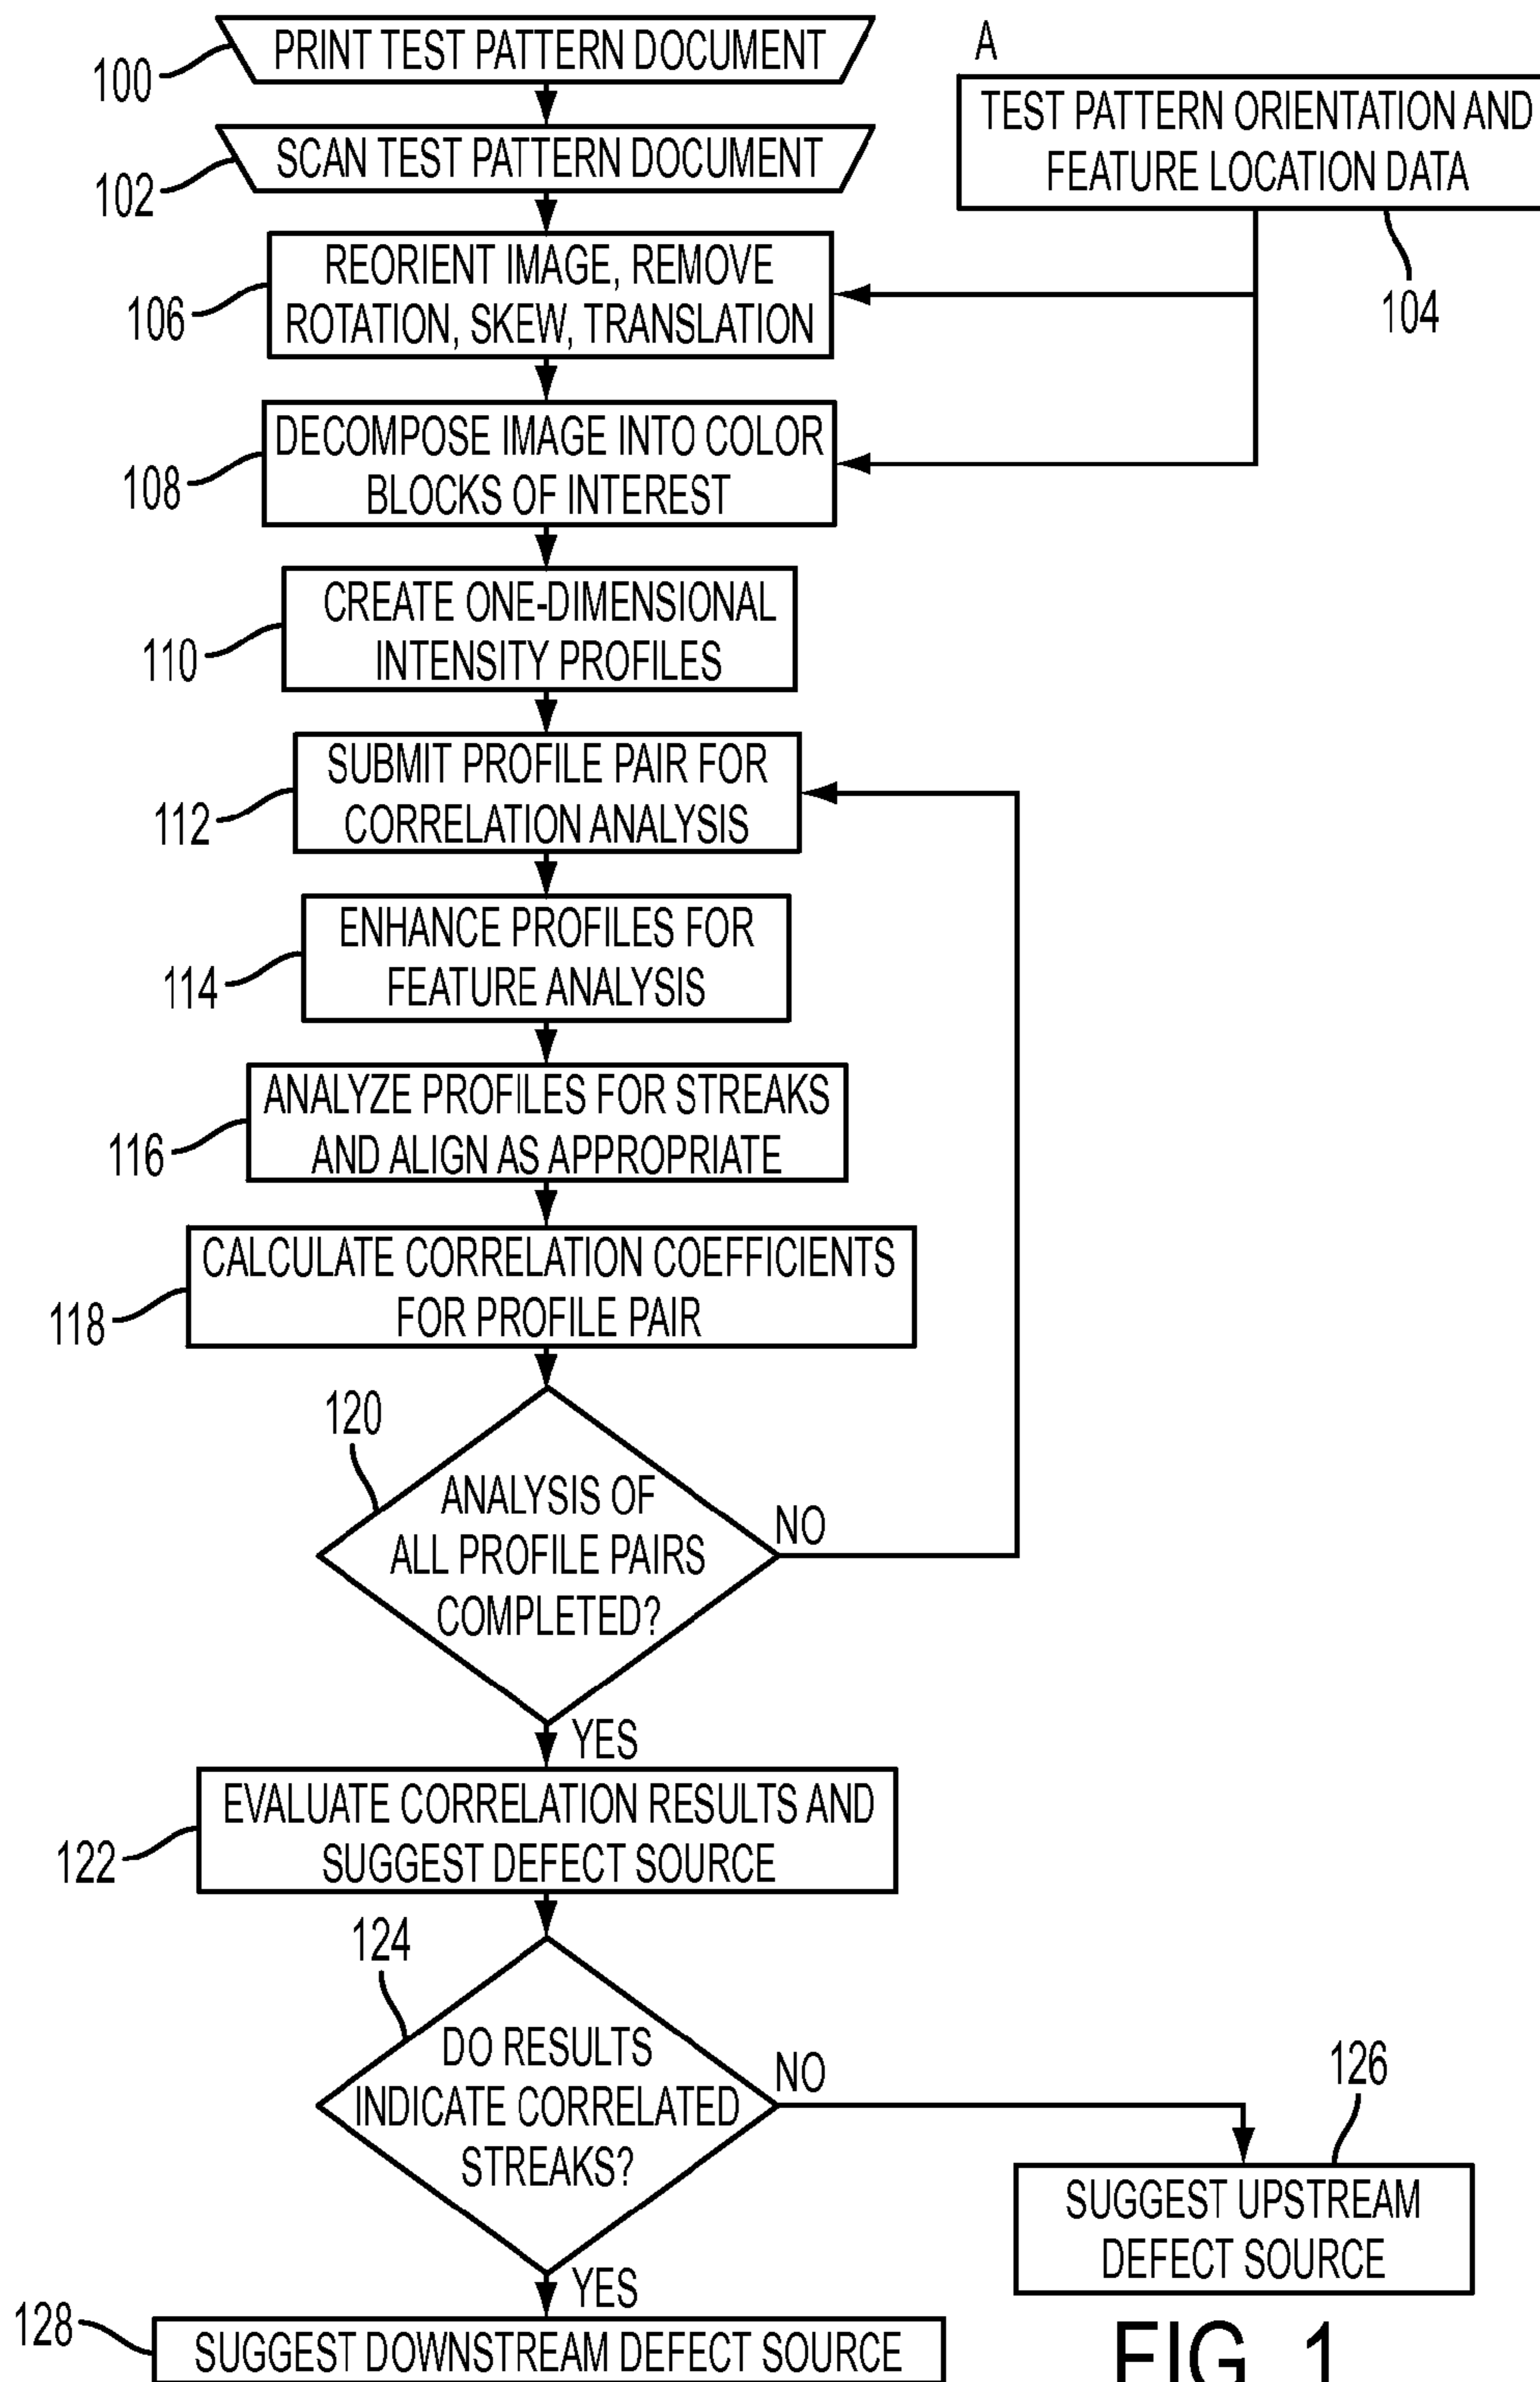 PRINT TEST PATTERN DOCUMENT
100
A
TEST PATTERN ORIENTATION AND
FEATURE LOCATION DATA
104
SCAN TEST PATTERN DOCUMENT
102
REORIENT IMAGE, REMOVE
ROTATION, SKEW, TRANSLATION
106
DECOMPOSE IMAGE INTO COLOR
BLOCKS OF INTEREST
108
CREATE ONE-DIMENSIONAL
INTENSITY PROFILES
110
SUBMIT PROFILE PAIR FOR
CORRELATION ANALYSIS
112
ENHANCE PROFILES FOR
FEATURE ANALYSIS
114
ANALYZE PROFILES FOR STREAKS
AND ALIGN AS APPROPRIATE
116
CALCULATE CORRELATION COEFFICIENTS
FOR PROFILE PAIR
118
120
ANALYSIS OF
ALL PROFILE PAIRS
COMPLETED?
NO
YES
EVALUATE CORRELATION RESULTS AND
SUGGEST DEFECT SOURCE
122
124
DO RESULTS
INDICATE CORRELATED
STREAKS?
NO
126
SUGGEST UPSTREAM
DEFECT SOURCE
YES
128
SUGGEST DOWNSTREAM DEFECT SOURCE
FIG. 1